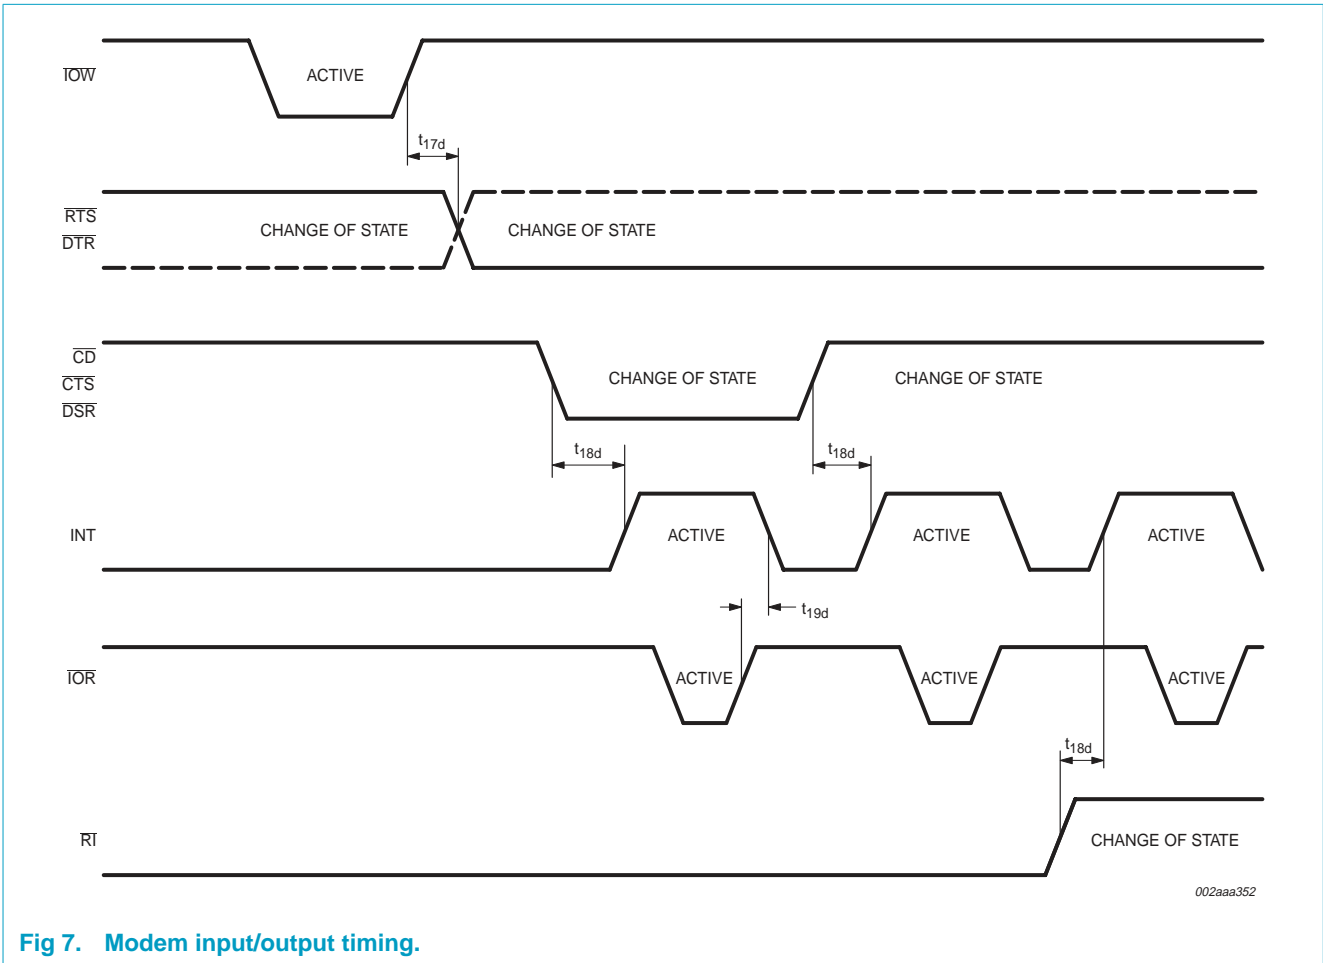 IOW
ACTIVE
t17d
RTS
DTR
CHANGE OF STATE CHANGE OF STATE
CD
CTS
DSR
CHANGE OF STATE CHANGE OF STATE
t18d t18d
INT
ACTIVE ACTIVE ACTIVE
t19d
IOR
ACTIVE ACTIVE ACTIVE
t18d
RI
CHANGE OF STATE
002aaa352
Fig 7. Modem input/output timing.